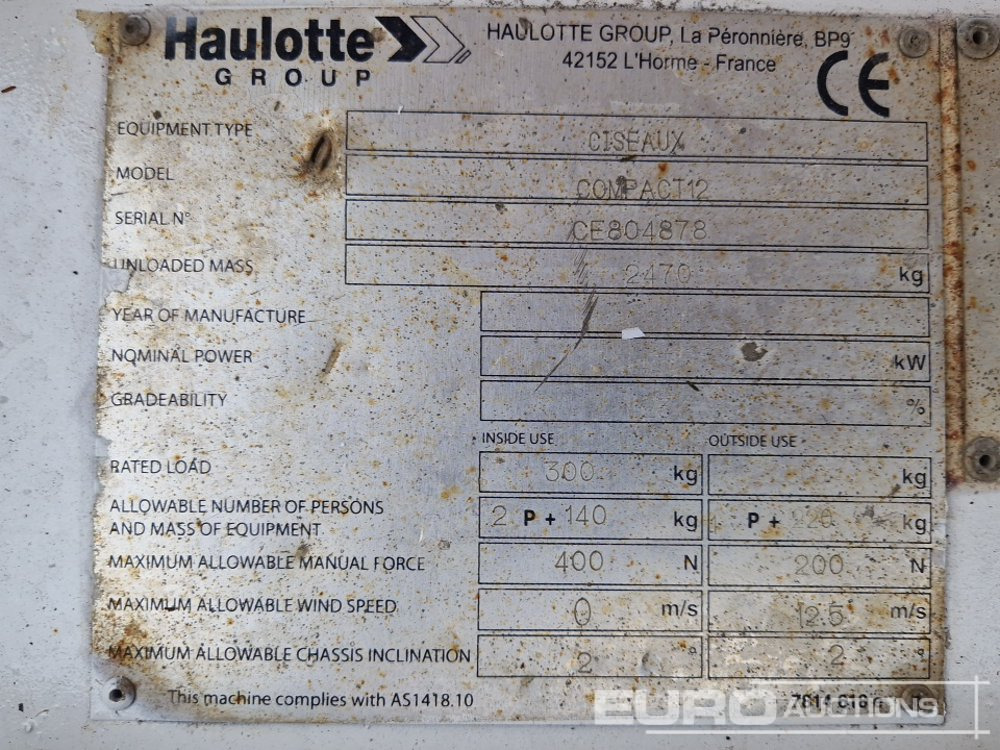 Haulotte
GROUP
HAULOTTE GROUP, La Péronnière, BP9
42152 L'Horme - France
CE
EQUIPMENT TYPE CISEAUX
MODEL COMPACT12
SERIAL N° CE804878
UNLOADED MASS 2470 kg
YEAR OF MANUFACTURE
NOMINAL POWER kW
GRADEABILITY %
INSIDE USE OUTSIDE USE
RATED LOAD 300 kg kg
ALLOWABLE NUMBER OF PERSONS
AND MASS OF EQUIPMENT 2 P + 140 kg P + kg
MAXIMUM ALLOWABLE MANUAL FORCE 400 N 200 N
MAXIMUM ALLOWABLE WIND SPEED 0 m/s 12.5 m/s
MAXIMUM ALLOWABLE CHASSIS INCLINATION 2 ° 2 °
This machine complies with AS1418.10
EURO AUCTIONS